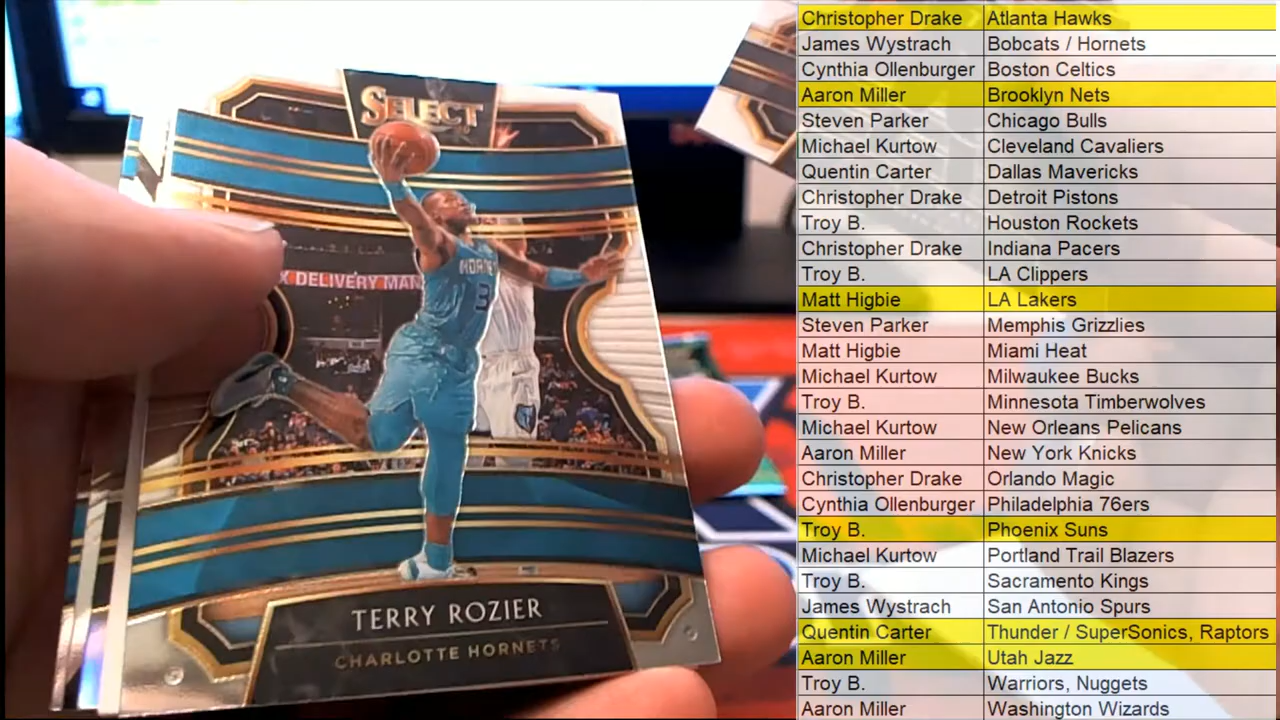 SELECT
X DELIVERY MAN
HORNETS
3
TERRY ROZIER
CHARLOTTE HORNETS
Christopher Drake Atlanta Hawks
James Wystrach Bobcats / Hornets
Cynthia Ollenburger Boston Celtics
Aaron Miller Brooklyn Nets
Steven Parker Chicago Bulls
Michael Kurtow Cleveland Cavaliers
Quentin Carter Dallas Mavericks
Christopher Drake Detroit Pistons
Troy B. Houston Rockets
Christopher Drake Indiana Pacers
Troy B. LA Clippers
Matt Higbie LA Lakers
Steven Parker Memphis Grizzlies
Matt Higbie Miami Heat
Michael Kurtow Milwaukee Bucks
Troy B. Minnesota Timberwolves
Michael Kurtow New Orleans Pelicans
Aaron Miller New York Knicks
Christopher Drake Orlando Magic
Cynthia Ollenburger Philadelphia 76ers
Troy B. Phoenix Suns
Michael Kurtow Portland Trail Blazers
Troy B. Sacramento Kings
James Wystrach San Antonio Spurs
Quentin Carter Thunder / SuperSonics, Raptors
Aaron Miller Utah Jazz
Troy B. Warriors, Nuggets
Aaron Miller Washington Wizards